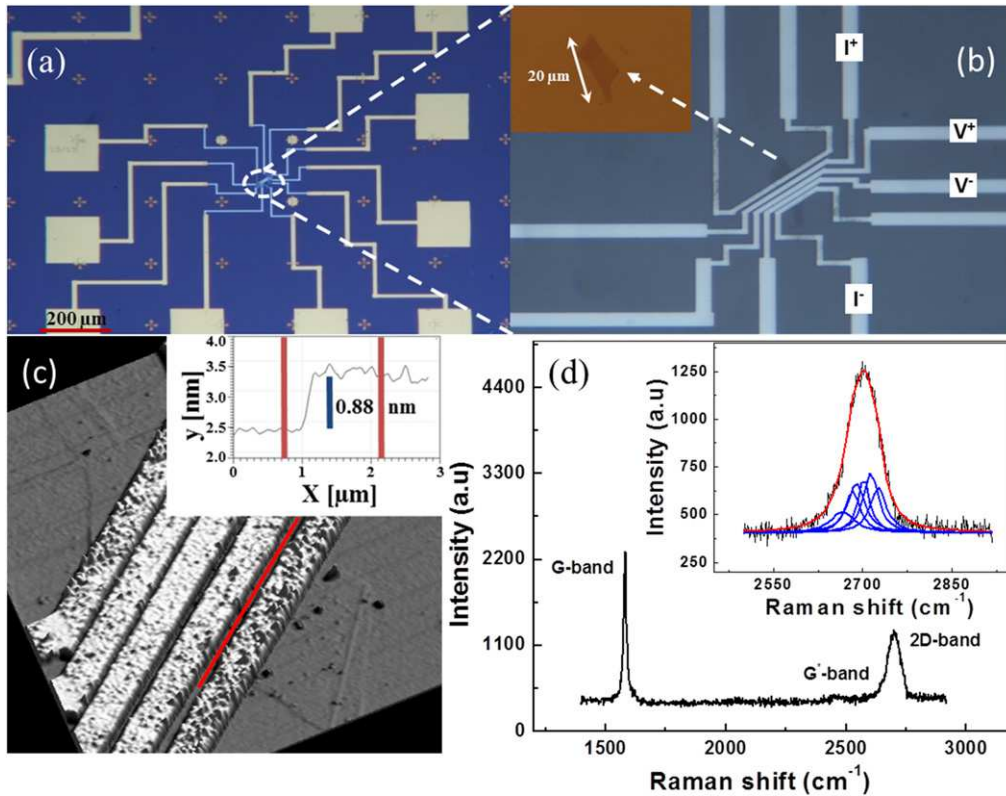 (a)
200 μm
20 μm
I⁺
(b)
V⁺
V⁻
I⁻
(c)
y [nm]
4.0
3.5
3.0
2.5
2.0
0.88 nm
0
1
2
3
X [μm]
(d)
Intensity (a.u)
4400
3300
2200
1100
0
G-band
G*-band
2D-band
1500
2000
2500
3000
Raman shift (cm⁻¹)
Intensity (a.u)
1250
1000
750
500
250
2550
2700
2850
Raman shift (cm⁻¹)